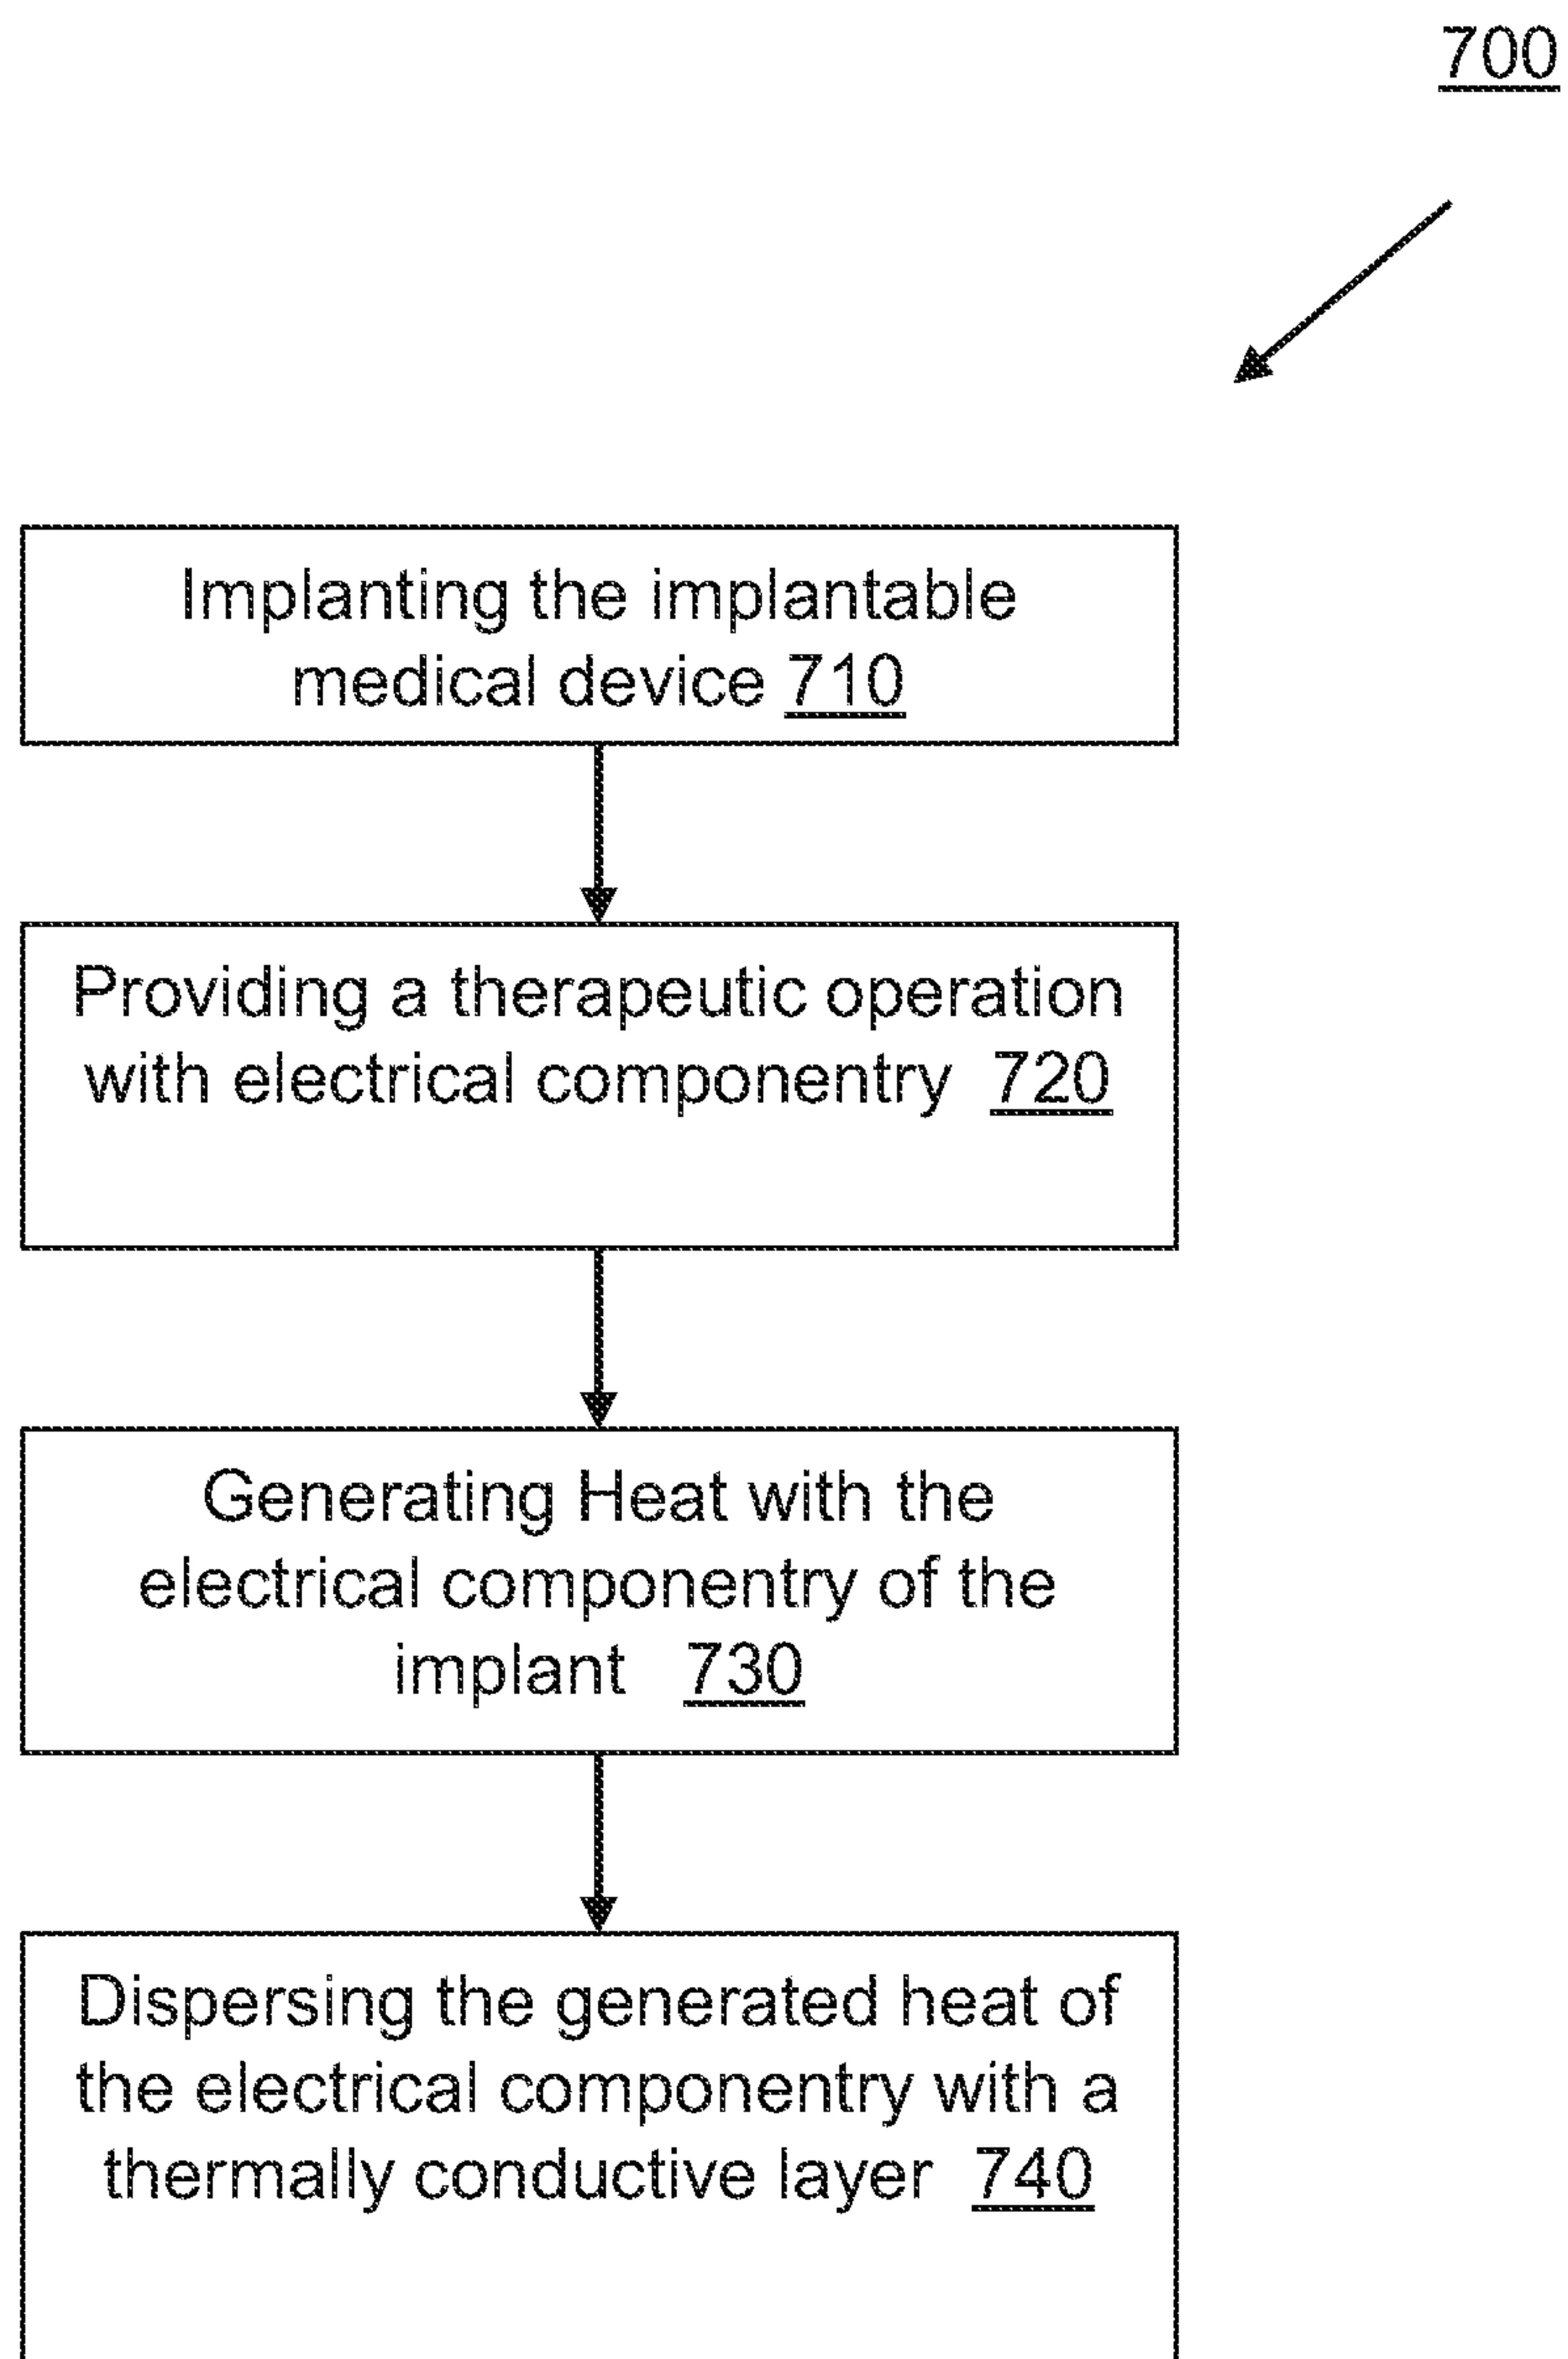 700
Implanting the implantable
medical device 710
Providing a therapeutic operation
with electrical componentry 720
Generating Heat with the
electrical componentry of the
implant 730
Dispersing the generated heat of
the electrical componentry with a
thermally conductive layer 740